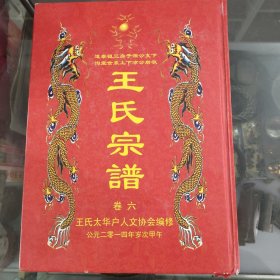 王氏宗譜
卷六
王氏太华户人文协会编修
公元二零一四年岁次甲午